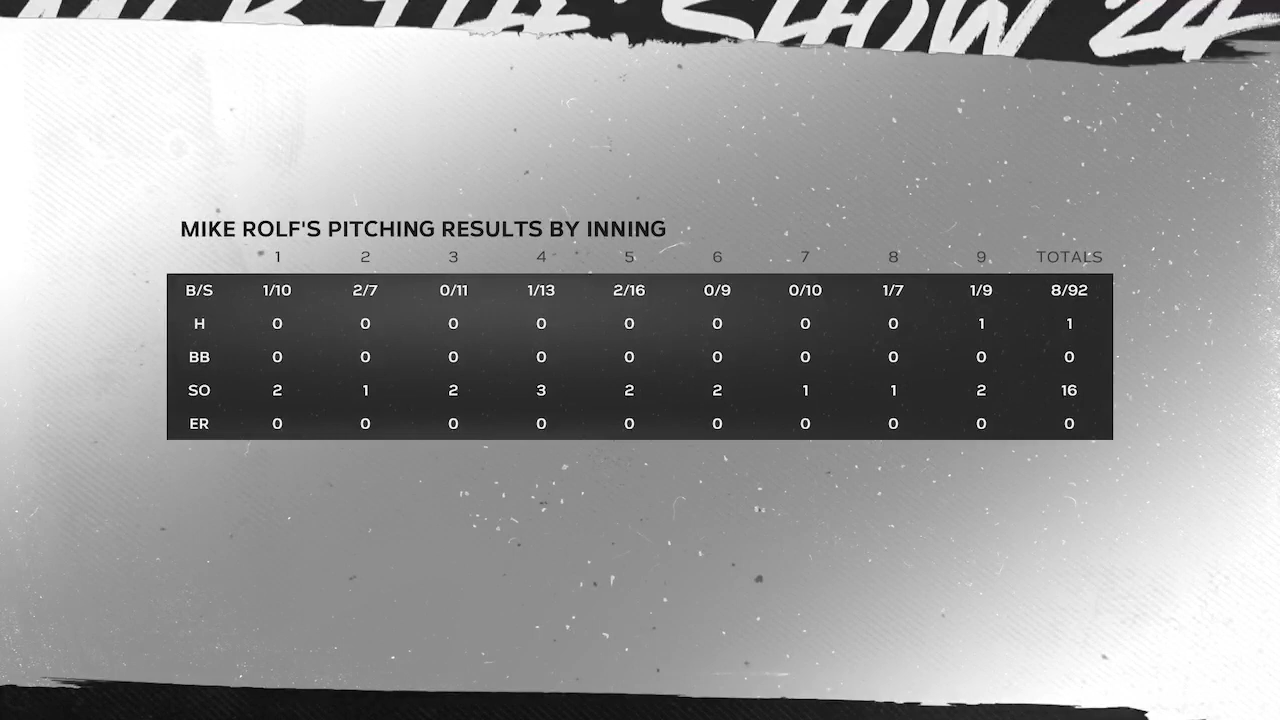 MLB THE SHOW 24
MIKE ROLF'S PITCHING RESULTS BY INNING
1 2 3 4 5 6 7 8 9 TOTALS
B/S 1/10 2/7 0/11 1/13 2/16 0/9 0/10 1/7 1/9 8/92
H 0 0 0 0 0 0 0 0 1 1
BB 0 0 0 0 0 0 0 0 0 0
SO 2 1 2 3 2 2 1 1 2 16
ER 0 0 0 0 0 0 0 0 0 0